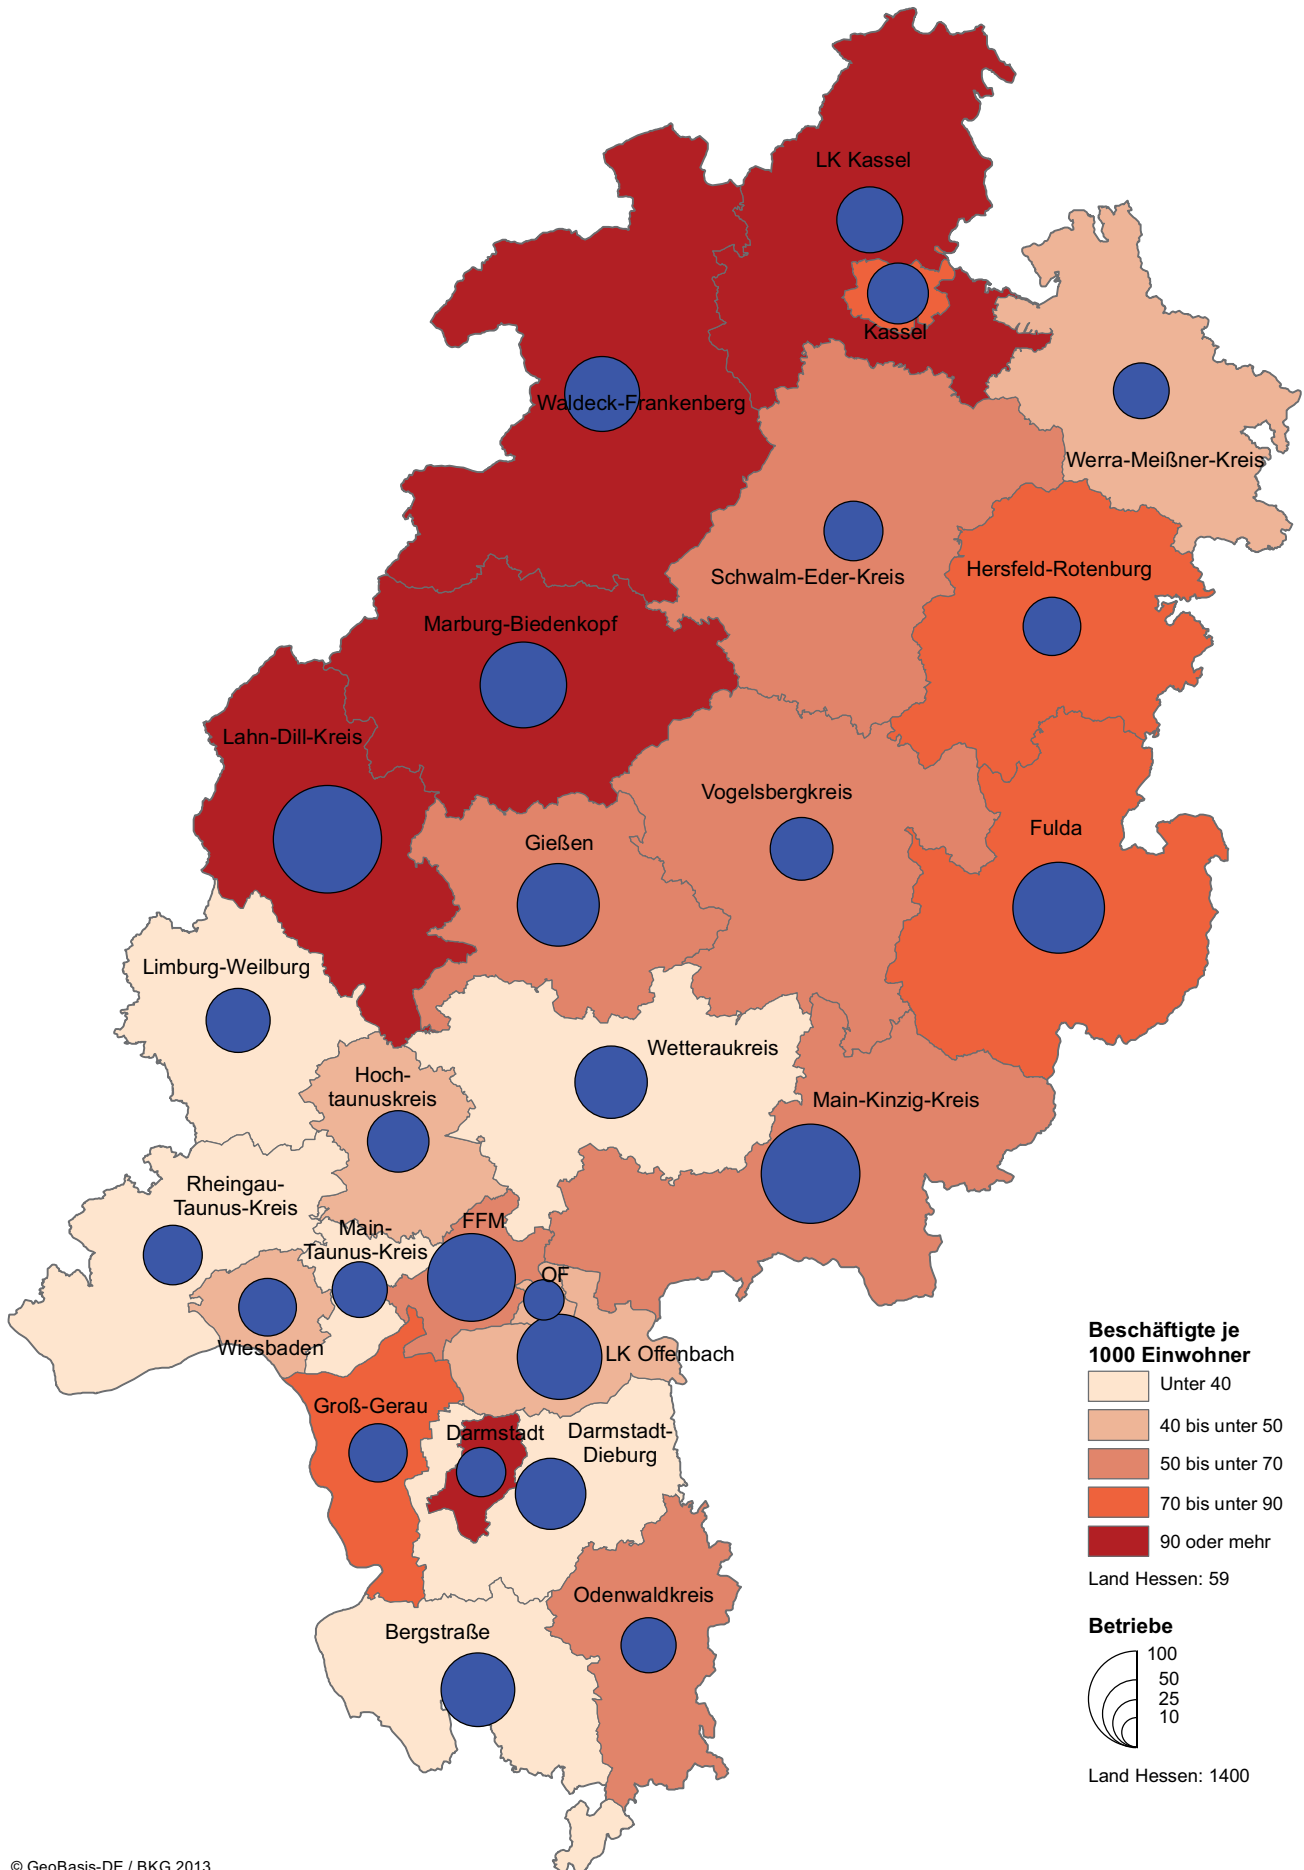 LK Kassel
Kassel
Waldeck-Frankenberg
Werra-Meißner-Kreis
Schwalm-Eder-Kreis
Hersfeld-Rotenburg
Marburg-Biedenkopf
Lahn-Dill-Kreis
Vogelsbergkreis
Gießen
Fulda
Limburg-Weilburg
Wetteraukreis
Hoch-
taunuskreis
Main-Kinzig-Kreis
Rheingau-
Taunus-Kreis
Main-
Taunus-Kreis
FFM
OF
Wiesbaden
LK Offenbach
Groß-Gerau
Darmstadt
Darmstadt-
Dieburg
Odenwaldkreis
Bergstraße
Beschäftigte je
1000 Einwohner
Unter 40
40 bis unter 50
50 bis unter 70
70 bis unter 90
90 oder mehr
Land Hessen: 59
Betriebe
100
50
25
10
Land Hessen: 1400
© GeoBasis-DE / BKG 2013